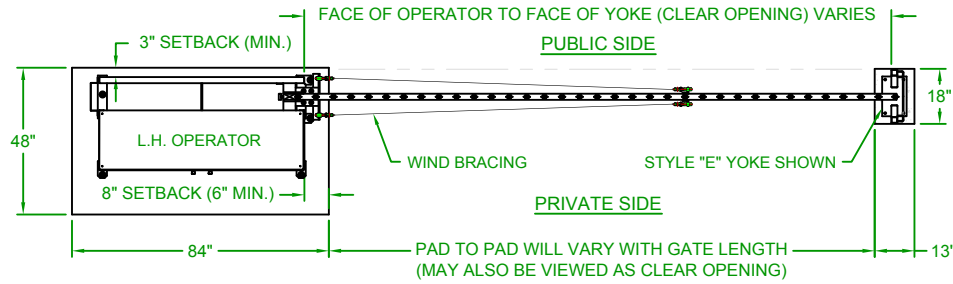 FACE OF OPERATOR TO FACE OF YOKE (CLEAR OPENING) VARIES
3" SETBACK (MIN.)
PUBLIC SIDE
48"
L.H. OPERATOR
18"
WIND BRACING
STYLE "E" YOKE SHOWN
8" SETBACK (6" MIN.)
PRIVATE SIDE
84"
PAD TO PAD WILL VARY WITH GATE LENGTH
(MAY ALSO BE VIEWED AS CLEAR OPENING)
13'